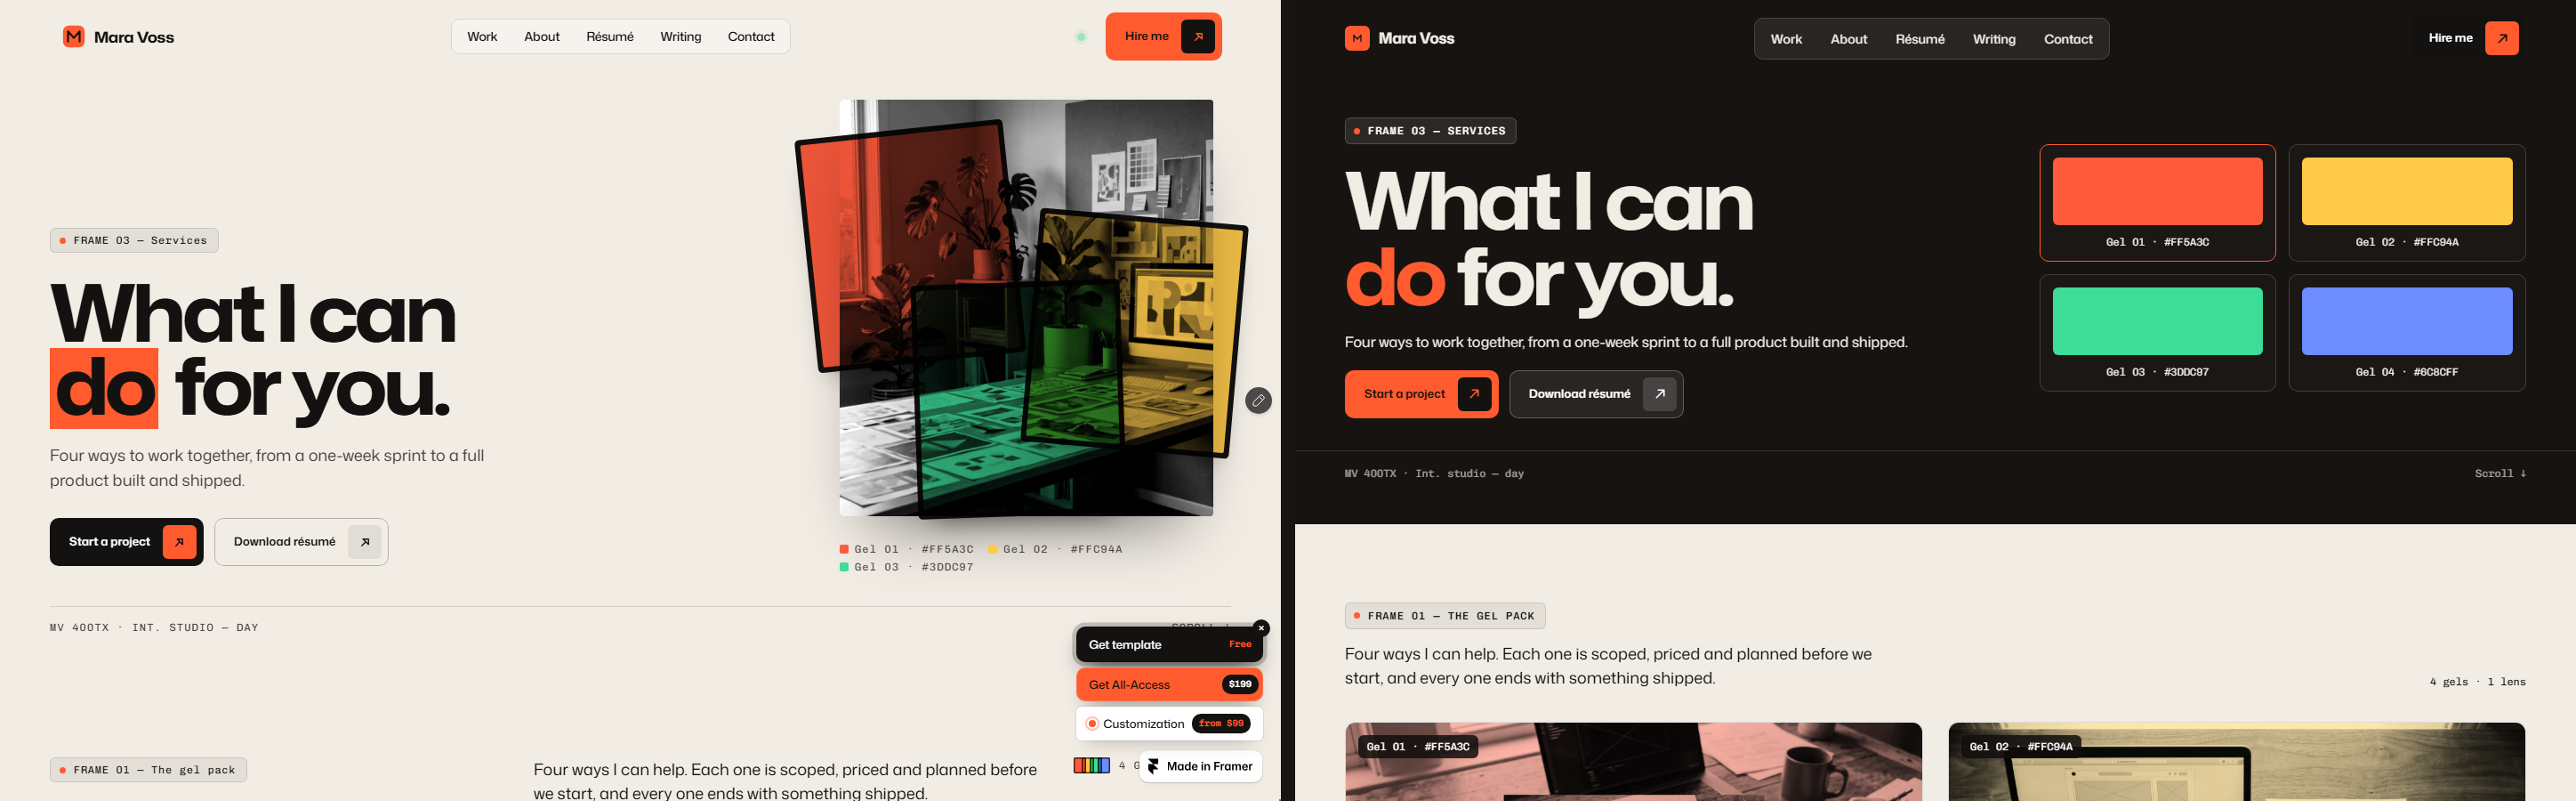 Mara Voss
Work About Résumé Writing Contact
Hire me
FRAME 03 — Services
What I can
do for you.
Four ways to work together, from a one-week sprint to a full
product built and shipped.
Start a project
Download résumé
Gel 01 · #FF5A3C Gel 02 · #FFC94A
Gel 03 · #3DDC97
MV 400TX · INT. STUDIO — DAY
Get template Free
Get All-Access $199
Customization from $99
Made in Framer
FRAME 01 — The gel pack
Four ways I can help. Each one is scoped, priced and planned before
we start, and every one ends with something shipped.
4 G
Mara Voss
Work About Résumé Writing Contact
Hire me
FRAME 03 — SERVICES
What I can
do for you.
Four ways to work together, from a one-week sprint to a full product built and shipped.
Start a project
Download résumé
Gel 01 · #FF5A3C
Gel 02 · #FFC94A
Gel 03 · #3DDC97
Gel 04 · #6C8CFF
MV 400TX · Int. studio — day
Scroll ↓
FRAME 01 — THE GEL PACK
Four ways I can help. Each one is scoped, priced and planned before we
start, and every one ends with something shipped.
4 gels · 1 lens
Gel 01 · #FF5A3C
Gel 02 · #FFC94A